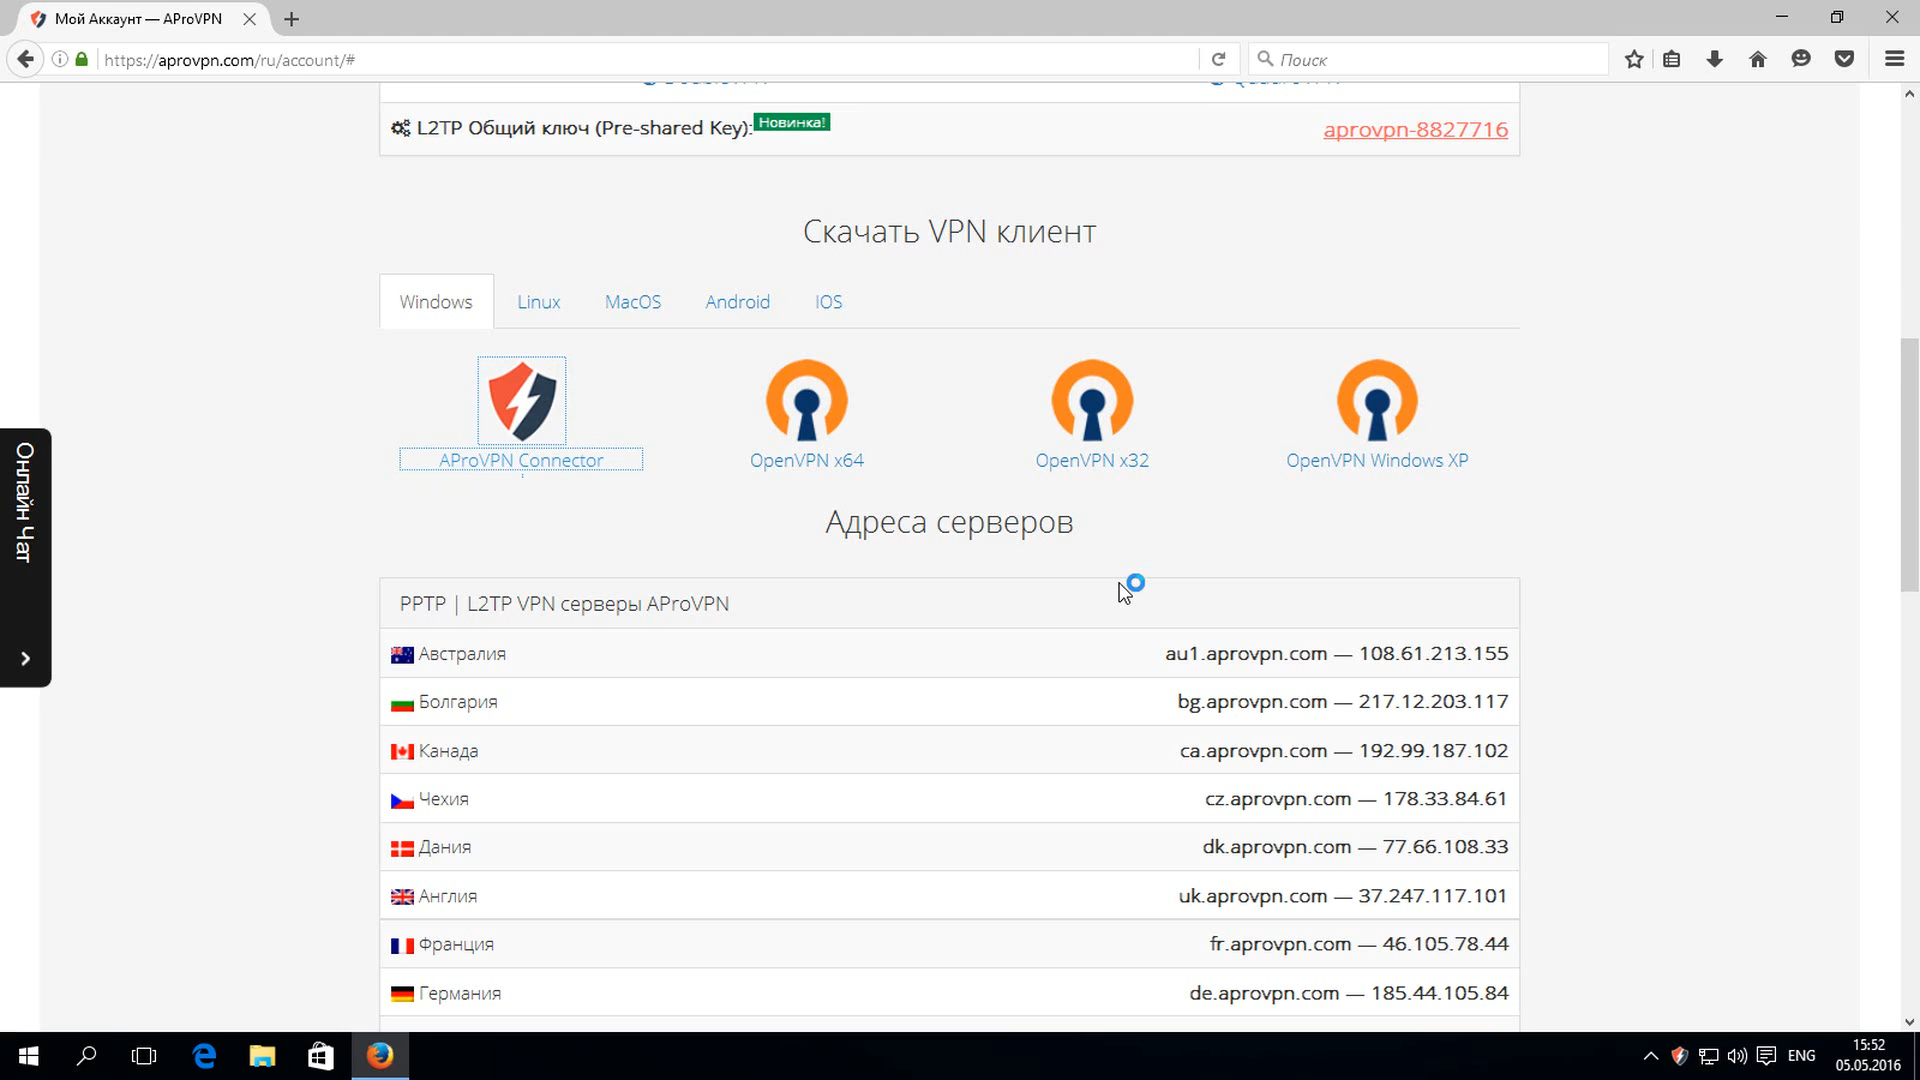 Мой Аккаунт — AProVPN
https://aprovpn.com/ru/account/#
Поиск
L2TP Общий ключ (Pre-shared Key): Новинка! aprovpn-8827716
Скачать VPN клиент
Windows Linux MacOS Android IOS
AProVPN Connector OpenVPN x64 OpenVPN x32 OpenVPN Windows XP
Онлайн Чат
Адреса серверов
PPTP | L2TP VPN серверы AProVPN
Австралия au1.aprovpn.com — 108.61.213.155
Болгария bg.aprovpn.com — 217.12.203.117
Канада ca.aprovpn.com — 192.99.187.102
Чехия cz.aprovpn.com — 178.33.84.61
Дания dk.aprovpn.com — 77.66.108.33
Англия uk.aprovpn.com — 37.247.117.101
Франция fr.aprovpn.com — 46.105.78.44
Германия de.aprovpn.com — 185.44.105.84
ENG
15:52
05.05.2016